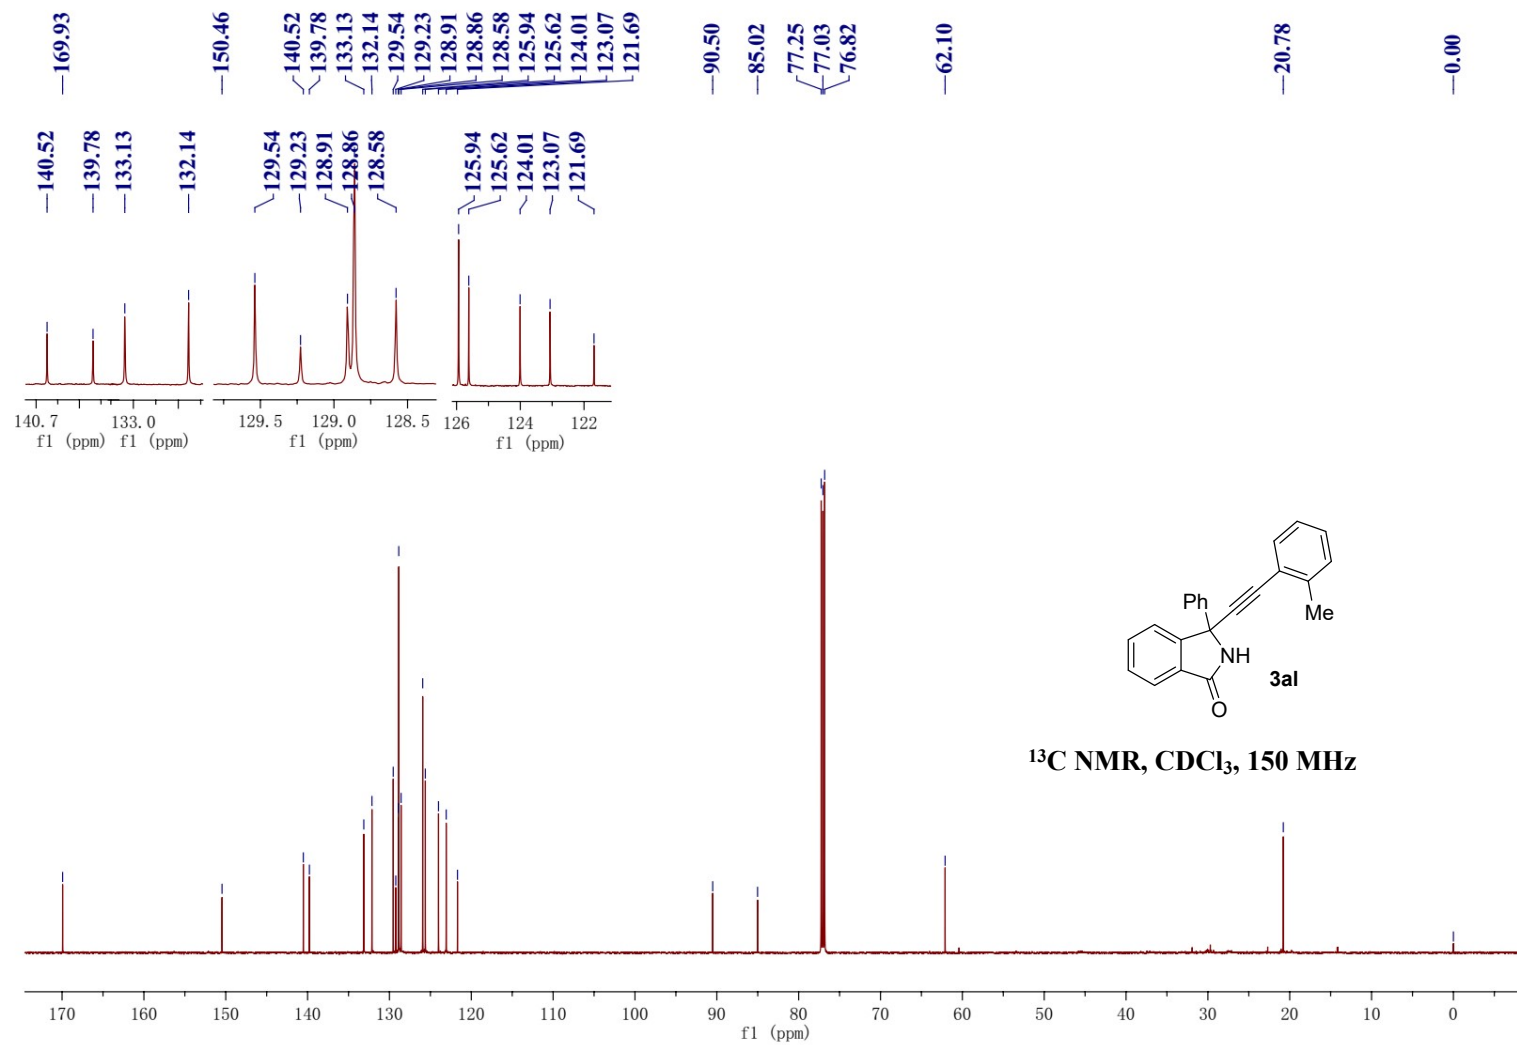 169.93 150.46 140.52 139.78 133.13 132.14 129.54 129.23 128.91 128.86 128.58 125.94 125.62 124.01 123.07 121.69 90.50 85.02 77.25 77.03 76.82 62.10 20.78 0.00
140.52 139.78 133.13 132.14 129.54 129.23 128.91 128.86 128.58 125.94 125.62 124.01 123.07 121.69
140.7 133.0 129.5 129.0 128.5 126 124 122
f1 (ppm) f1 (ppm) f1 (ppm) f1 (ppm)
Ph
Me
NH
3al
O
¹³C NMR, CDCl₃, 150 MHz
170 160 150 140 130 120 110 100 90 80 70 60 50 40 30 20 10 0
f1 (ppm)